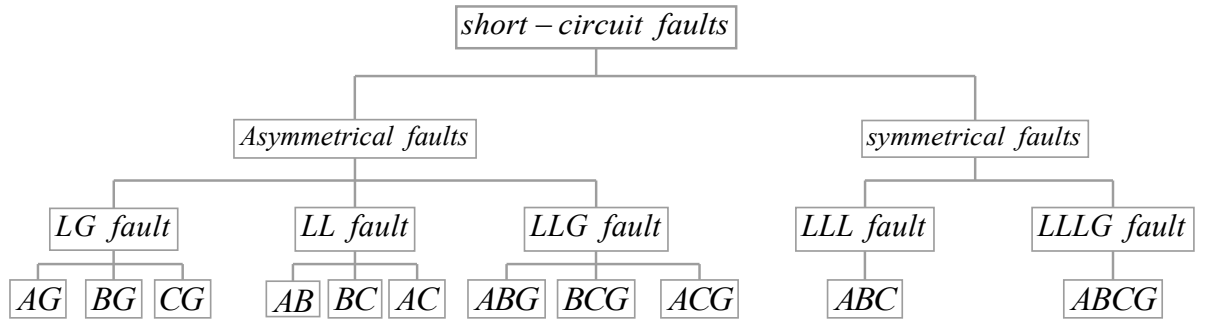 short – circuit faults
Asymmetrical faults
symmetrical faults
LG fault
LL fault
LLG fault
LLL fault
LLLG fault
AG
BG
CG
AB
BC
AC
ABG
BCG
ACG
ABC
ABCG